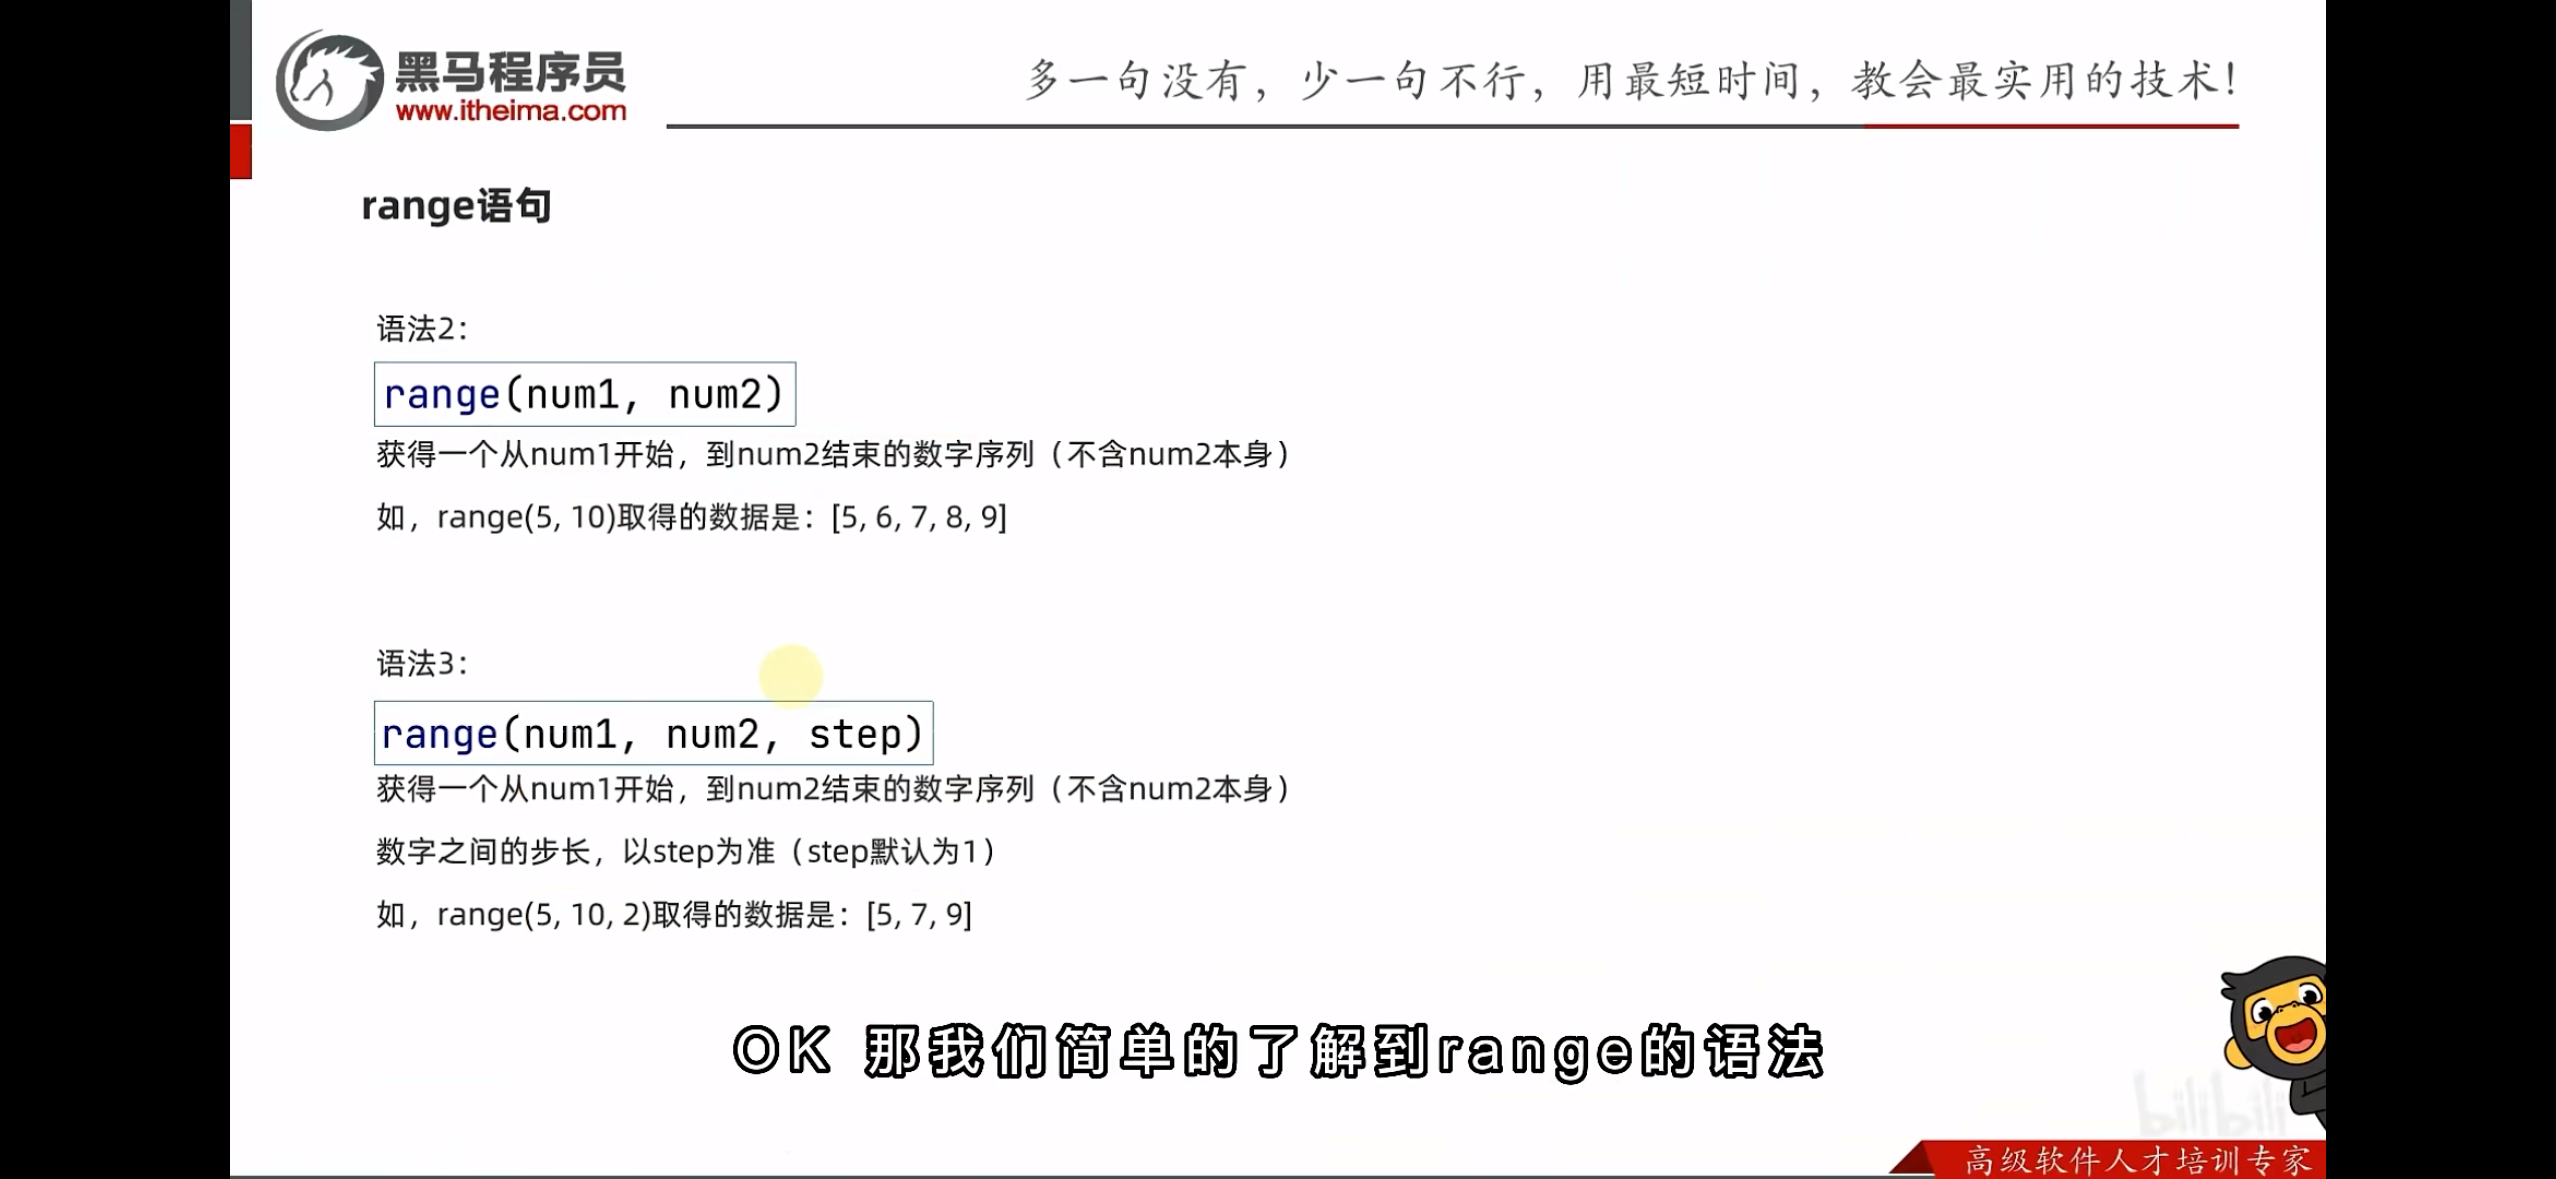 黑马程序员
www.itheima.com
多一句没有，少一句不行，用最短时间，教会最实用的技术！
range语句
语法2：
range(num1, num2)
获得一个从num1开始，到num2结束的数字序列（不含num2本身）
如，range(5, 10)取得的数据是：[5, 6, 7, 8, 9]
语法3：
range(num1, num2, step)
获得一个从num1开始，到num2结束的数字序列（不含num2本身）
数字之间的步长，以step为准（step默认为1）
如，range(5, 10, 2)取得的数据是：[5, 7, 9]
OK 那我们简单的了解到range的语法
bilibili
高级软件人才培训专家